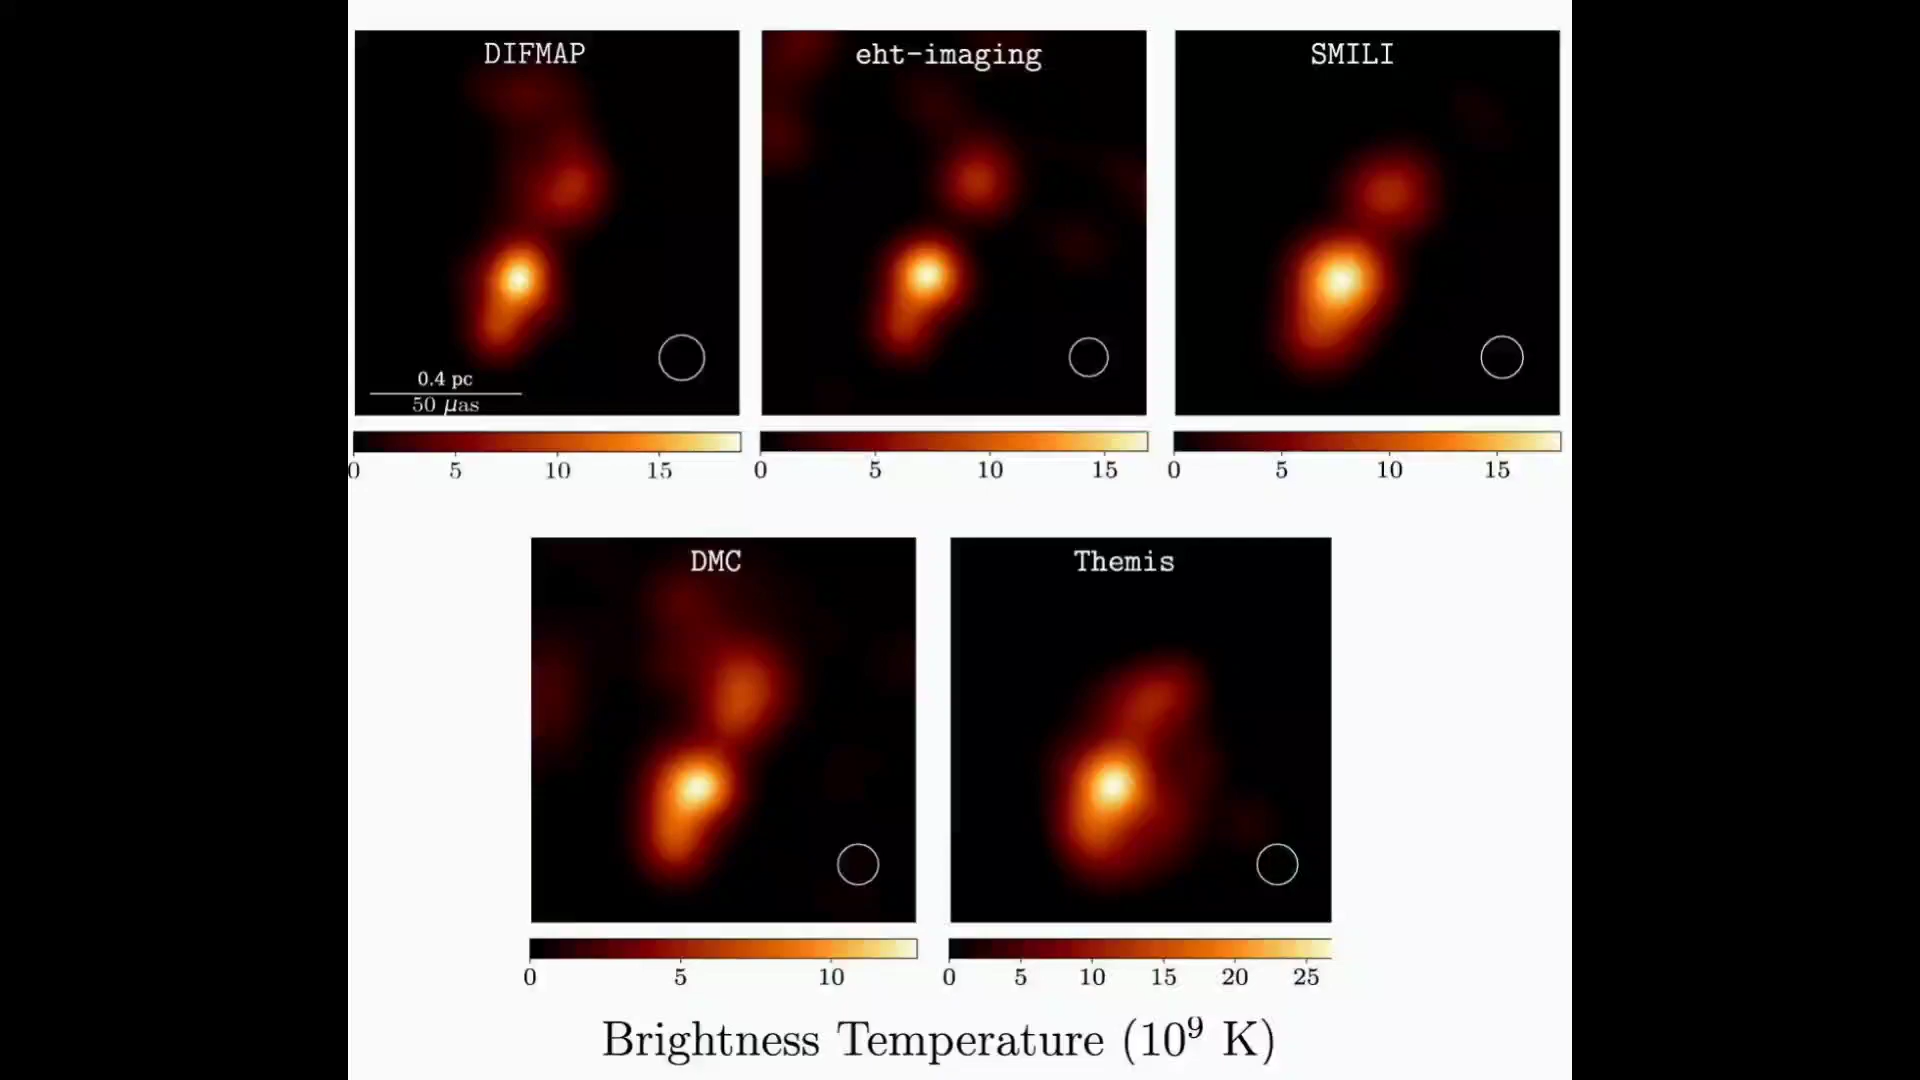 DIFMAP
eht-imaging
SMILI
0.4 pc
50 μas
0 5 10 15
0 5 10 15
0 5 10 15
DMC
Themis
0 5 10
0 5 10 15 20 25
Brightness Temperature (10⁹ K)